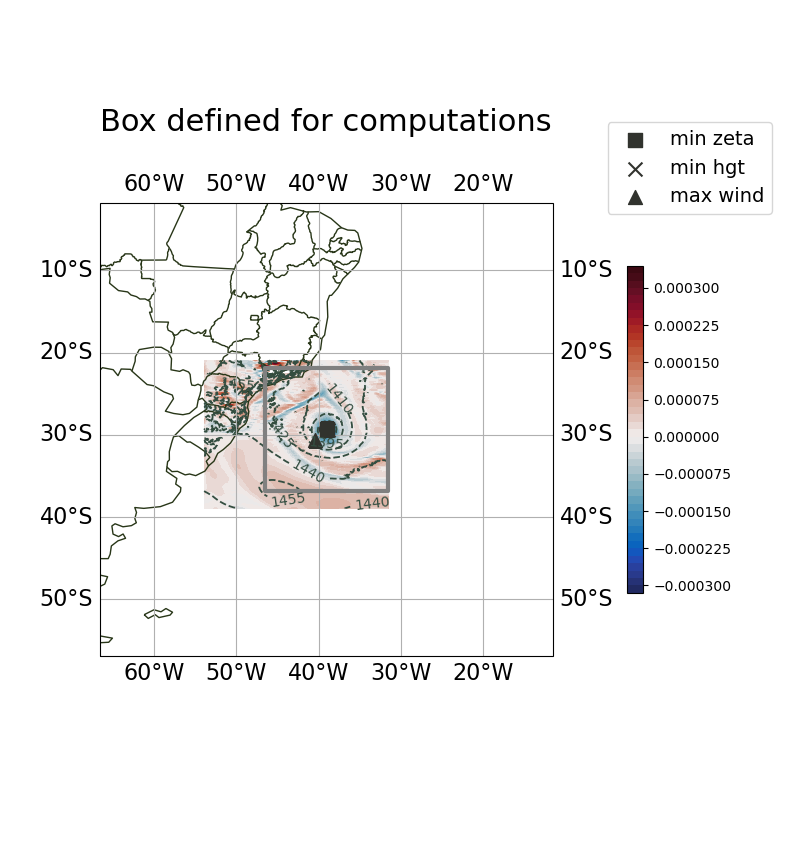 Box defined for computations
min zeta
min hgt
max wind
60°W 50°W 40°W 30°W 20°W
10°S 10°S
20°S 20°S
30°S 30°S
40°S 40°S
50°S 50°S
60°W 50°W 40°W 30°W 20°W
1410
1440
1455
1440
0.000300
0.000225
0.000150
0.000075
0.000000
−0.000075
−0.000150
−0.000225
−0.000300